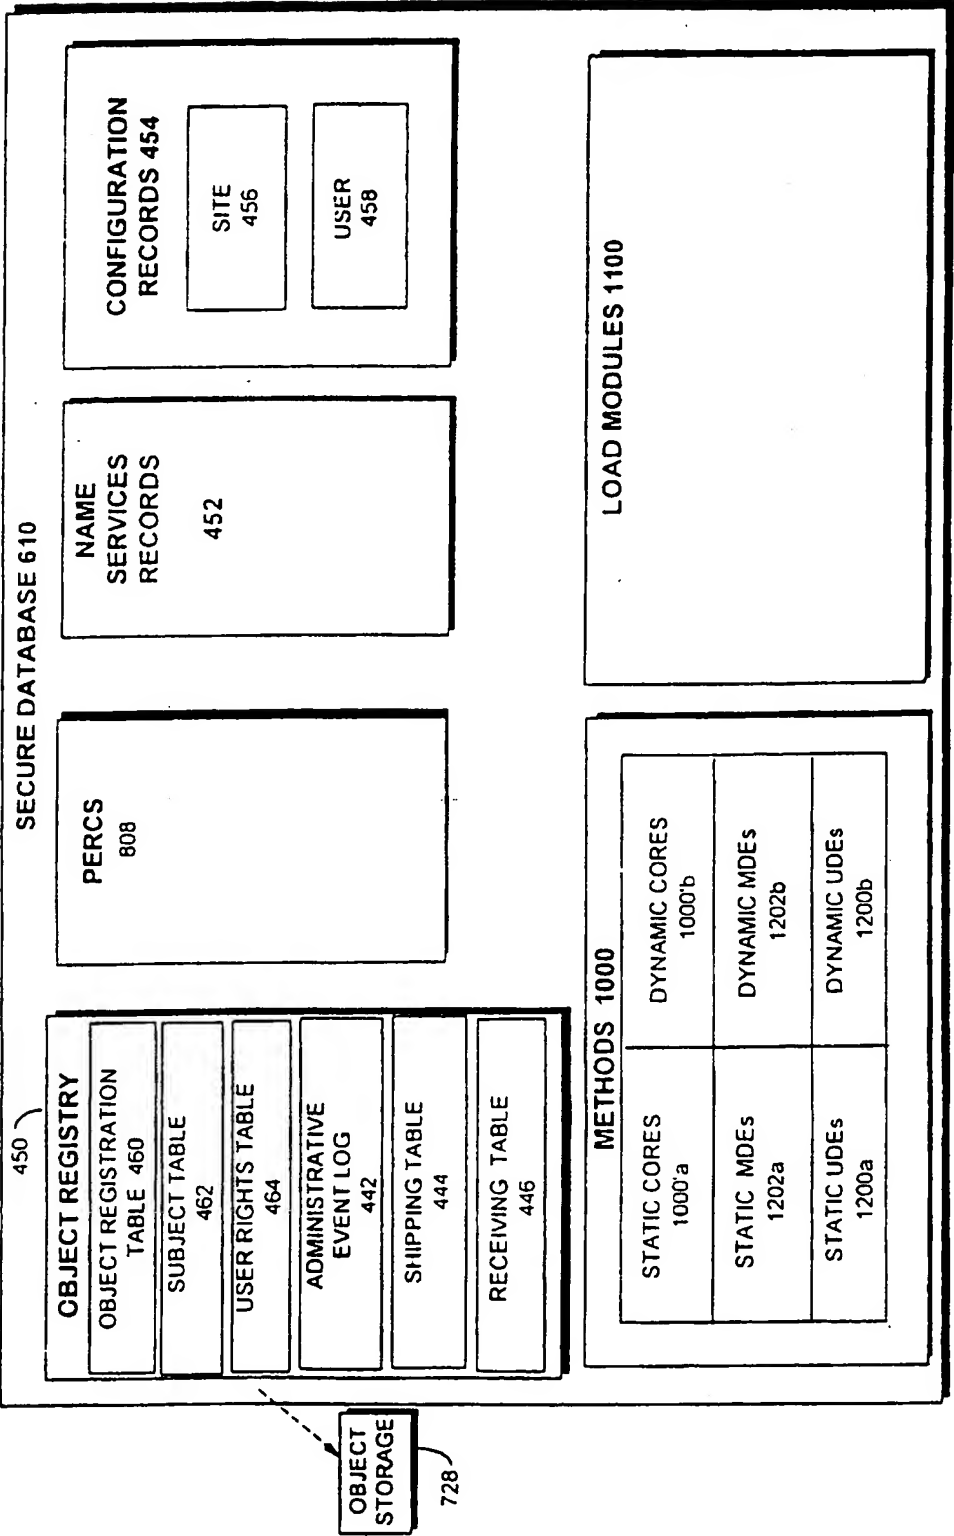 SECURE DATABASE 610
450
OBJECT REGISTRY
OBJECT REGISTRATION
TABLE 460
SUBJECT TABLE
462
USER RIGHTS TABLE
464
ADMINISTRATIVE
EVENT LOG
442
SHIPPING TABLE
444
RECEIVING TABLE
446
OBJECT
STORAGE
728
PERCS
808
NAME
SERVICES
RECORDS
452
CONFIGURATION
RECORDS 454
SITE
456
USER
458
METHODS 1000
STATIC CORES
1000'a
DYNAMIC CORES
1000'b
STATIC MDEs
1202a
DYNAMIC MDEs
1202b
STATIC UDEs
1200a
DYNAMIC UDEs
1200b
LOAD MODULES 1100